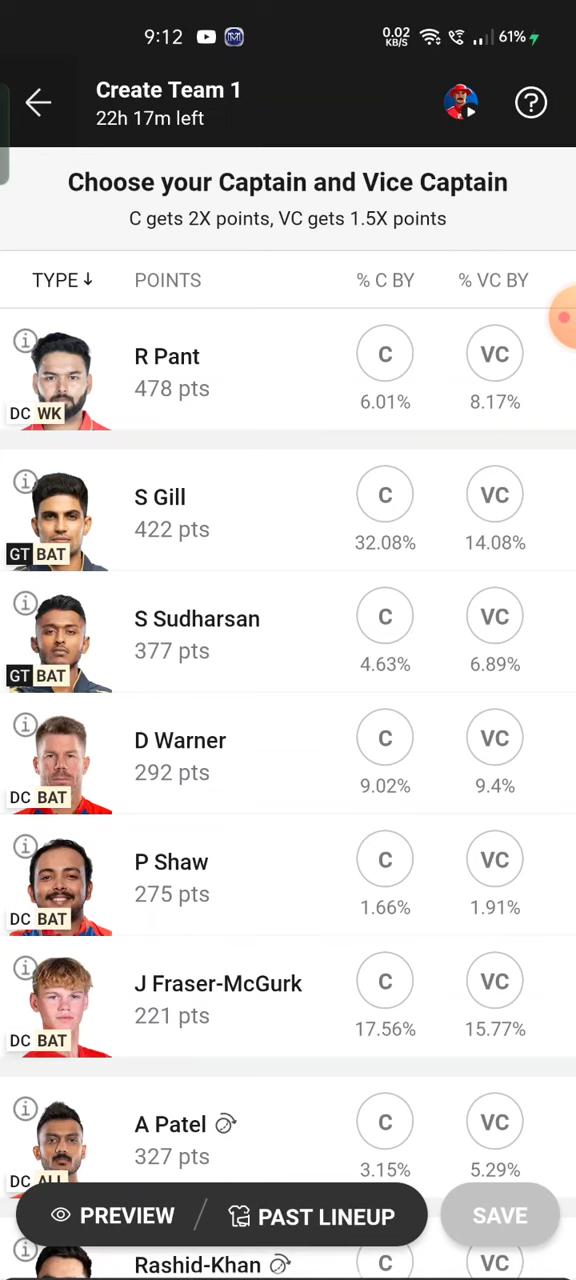 9:12
0.02 KB/S
61%
Create Team 1
22h 17m left
Choose your Captain and Vice Captain
C gets 2X points, VC gets 1.5X points
TYPE↓ POINTS % C BY % VC BY
R Pant C VC
478 pts
6.01% 8.17%
DC WK
S Gill C VC
422 pts
32.08% 14.08%
GT BAT
S Sudharsan C VC
377 pts
4.63% 6.89%
GT BAT
D Warner C VC
292 pts
9.02% 9.4%
DC BAT
P Shaw C VC
275 pts
1.66% 1.91%
DC BAT
J Fraser-McGurk C VC
221 pts
17.56% 15.77%
DC BAT
A Patel C VC
327 pts
3.15% 5.29%
DC ALL
PREVIEW / PAST LINEUP SAVE
Rashid-Khan C VC